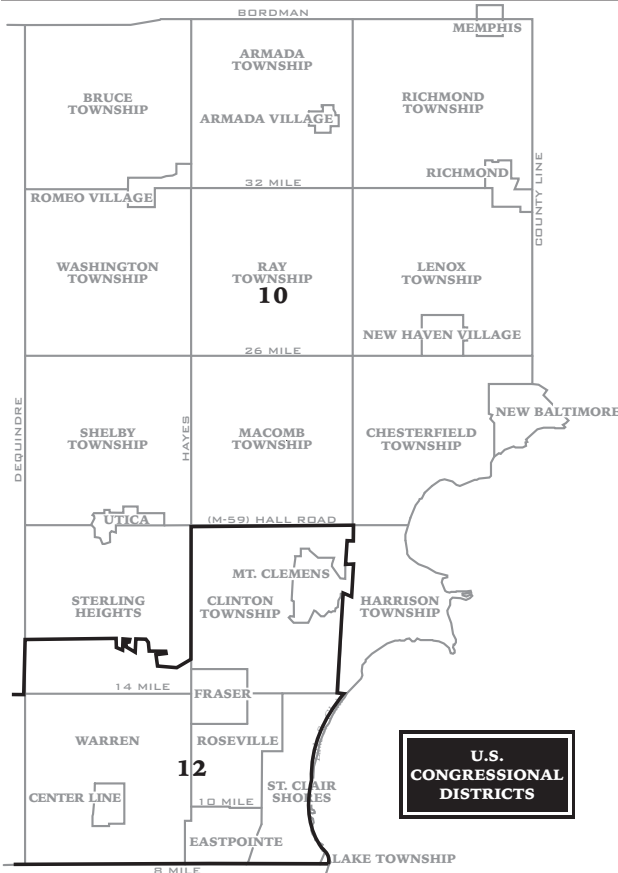 BORDMAN
MEMPHIS
ARMADA
TOWNSHIP
BRUCE
TOWNSHIP
RICHMOND
TOWNSHIP
ARMADA VILLAGE
RICHMOND
COUNTY LINE
32 MILE
ROMEO VILLAGE
WASHINGTON
TOWNSHIP
RAY
TOWNSHIP
10
LENOX
TOWNSHIP
NEW HAVEN VILLAGE
26 MILE
DEQUINDRE
HAYES
NEW BALTIMORE
SHELBY
TOWNSHIP
MACOMB
TOWNSHIP
CHESTERFIELD
TOWNSHIP
UTICA
(M-59) HALL ROAD
MT. CLEMENS
STERLING
HEIGHTS
CLINTON
TOWNSHIP
HARRISON
TOWNSHIP
14 MILE
FRASER
WARREN
ROSEVILLE
12
CENTER LINE
10 MILE
ST. CLAIR
SHORES
EASTPOINTE
U.S.
CONGRESSIONAL
DISTRICTS
LAKE TOWNSHIP
8 MILE